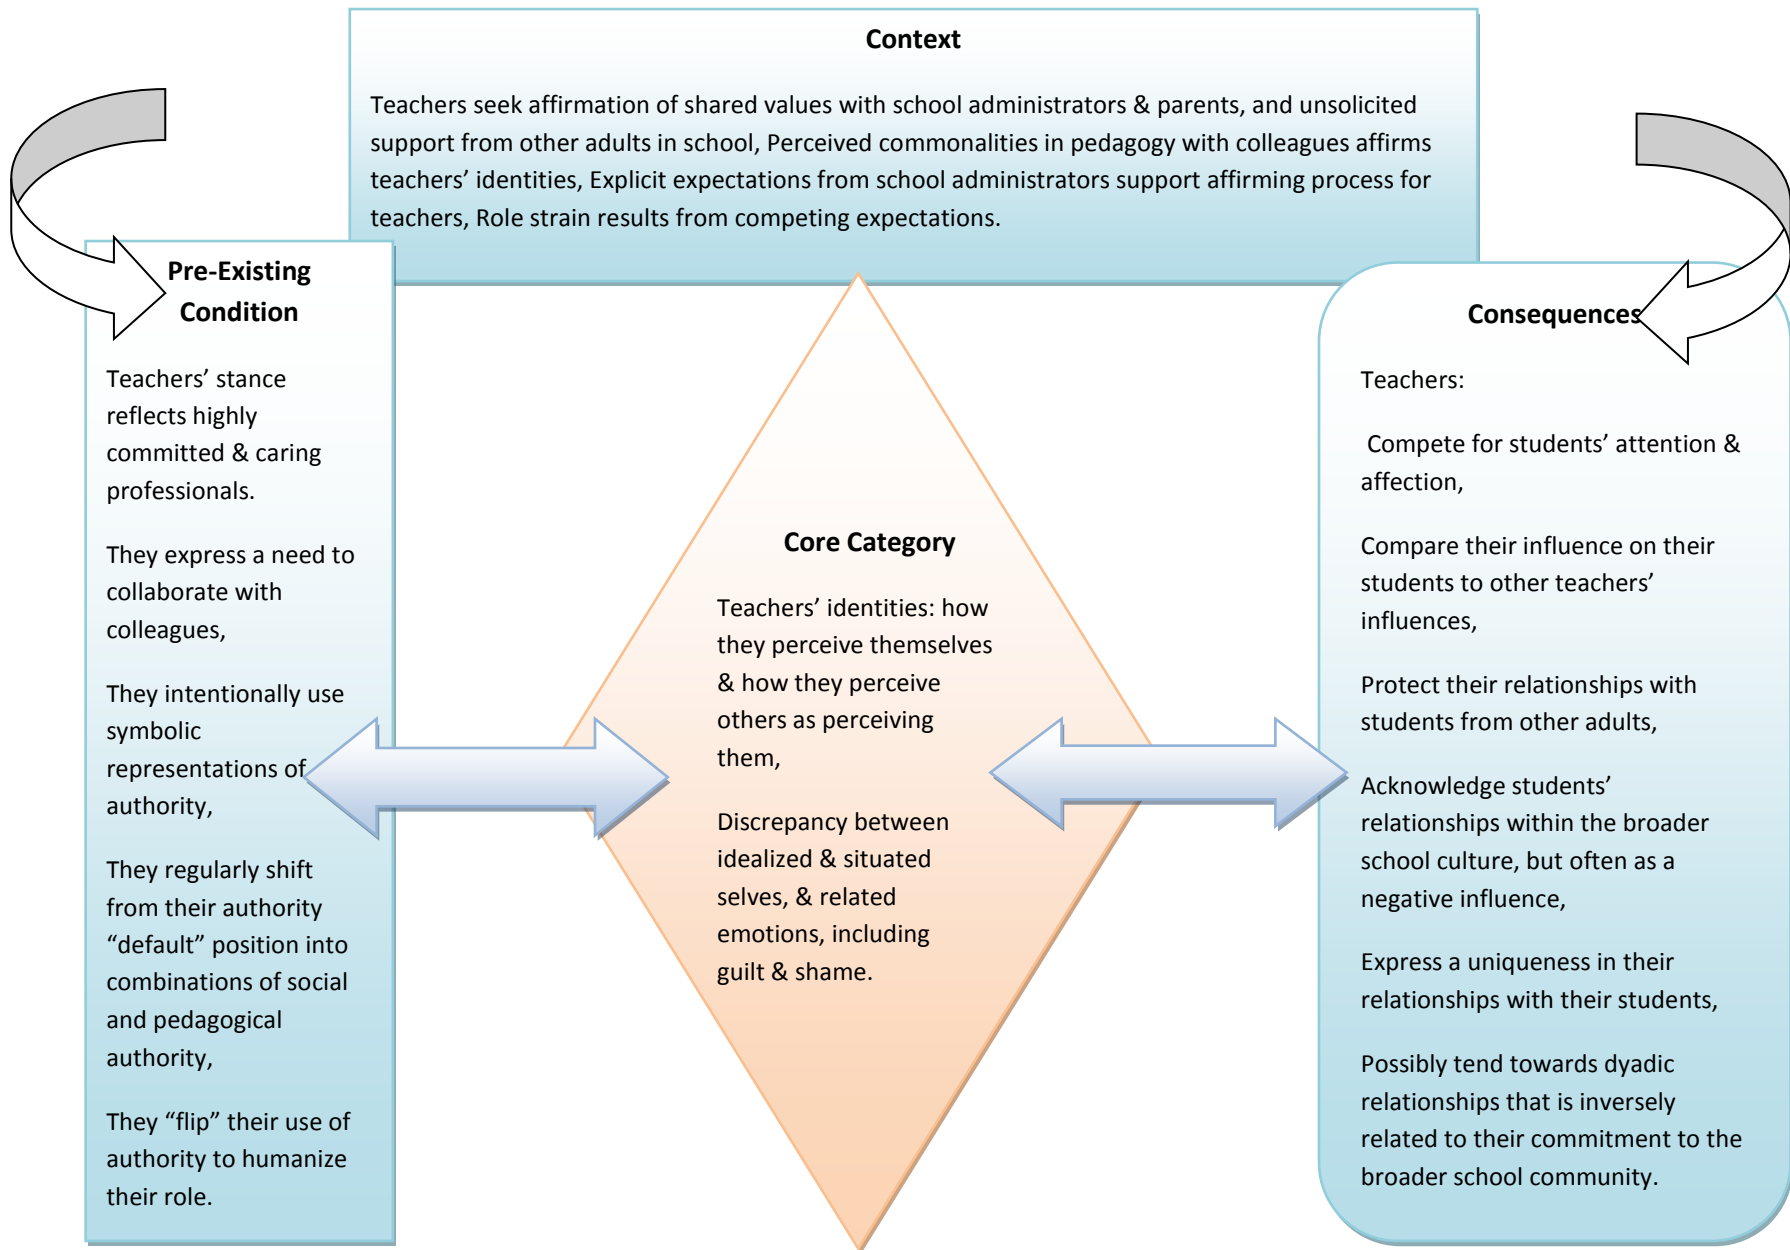 Context
Teachers seek affirmation of shared values with school administrators & parents, and unsolicited
support from other adults in school, Perceived commonalities in pedagogy with colleagues affirms
teachers’ identities, Explicit expectations from school administrators support affirming process for
teachers, Role strain results from competing expectations.
Pre-Existing
Condition
Teachers’ stance
reflects highly
committed & caring
professionals.
They express a need to
collaborate with
colleagues,
They intentionally use
symbolic
representations of
authority,
They regularly shift
from their authority
“default” position into
combinations of social
and pedagogical
authority,
They “flip” their use of
authority to humanize
their role.
Core Category
Teachers’ identities: how
they perceive themselves
& how they perceive
others as perceiving
them,
Discrepancy between
idealized & situated
selves, & related
emotions, including
guilt & shame.
Consequences
Teachers:
Compete for students’ attention &
affection,
Compare their influence on their
students to other teachers’
influences,
Protect their relationships with
students from other adults,
Acknowledge students’
relationships within the broader
school culture, but often as a
negative influence,
Express a uniqueness in their
relationships with their students,
Possibly tend towards dyadic
relationships that is inversely
related to their commitment to the
broader school community.